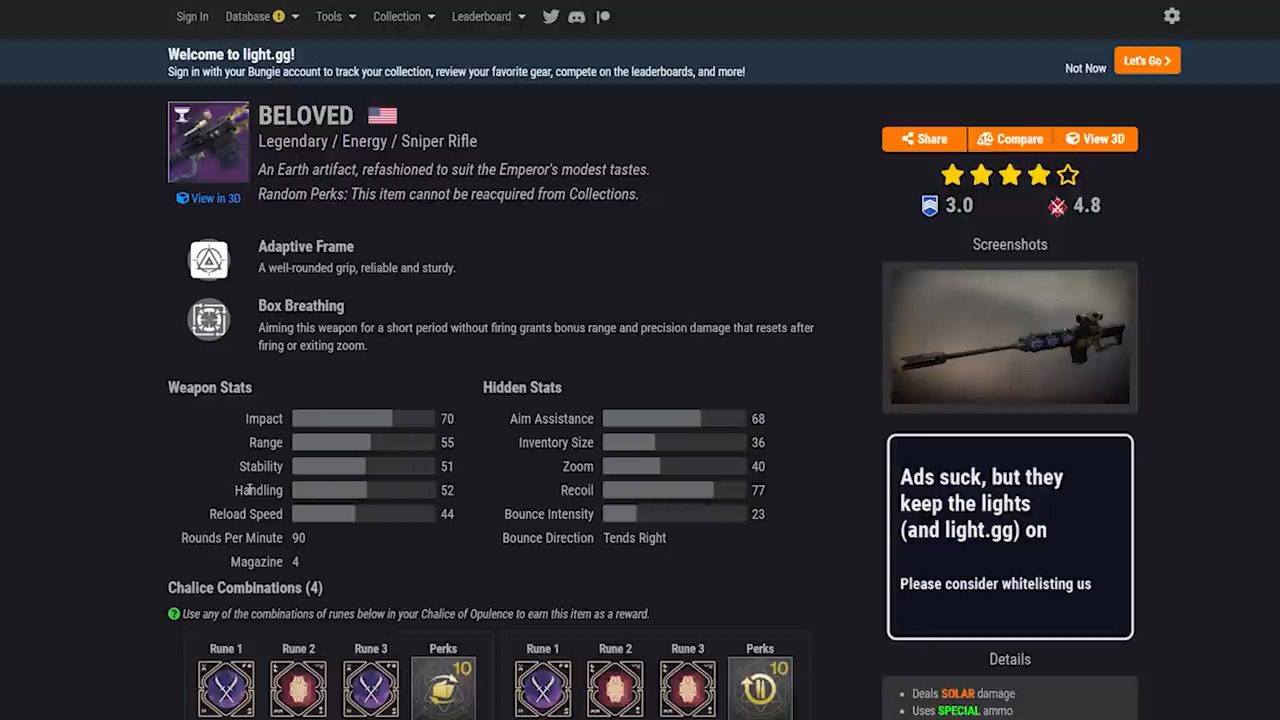 Sign In Database Tools Collection Leaderboard
Welcome to light.gg!
Sign in with your Bungie account to track your collection, review your favorite gear, compete on the leaderboards, and more!
Not Now Let's Go >
BELOVED
Legendary / Energy / Sniper Rifle
An Earth artifact, refashioned to suit the Emperor's modest tastes.
Random Perks: This item cannot be reacquired from Collections.
View in 3D
Share Compare View 3D
3.0 4.8
Adaptive Frame
A well-rounded grip, reliable and sturdy.
Box Breathing
Aiming this weapon for a short period without firing grants bonus range and precision damage that resets after
firing or exiting zoom.
Screenshots
Weapon Stats
Impact 70
Range 55
Stability 51
Handling 52
Reload Speed 44
Rounds Per Minute 90
Magazine 4
Hidden Stats
Aim Assistance 68
Inventory Size 36
Zoom 40
Recoil 77
Bounce Intensity 23
Bounce Direction Tends Right
Chalice Combinations (4)
Use any of the combinations of runes below in your Chalice of Opulence to earn this item as a reward.
Rune 1 Rune 2 Rune 3 Perks
10
Rune 1 Rune 2 Rune 3 Perks
10
Ads suck, but they
keep the lights
(and light.gg) on
Please consider whitelisting us
Details
Deals SOLAR damage
Uses SPECIAL ammo